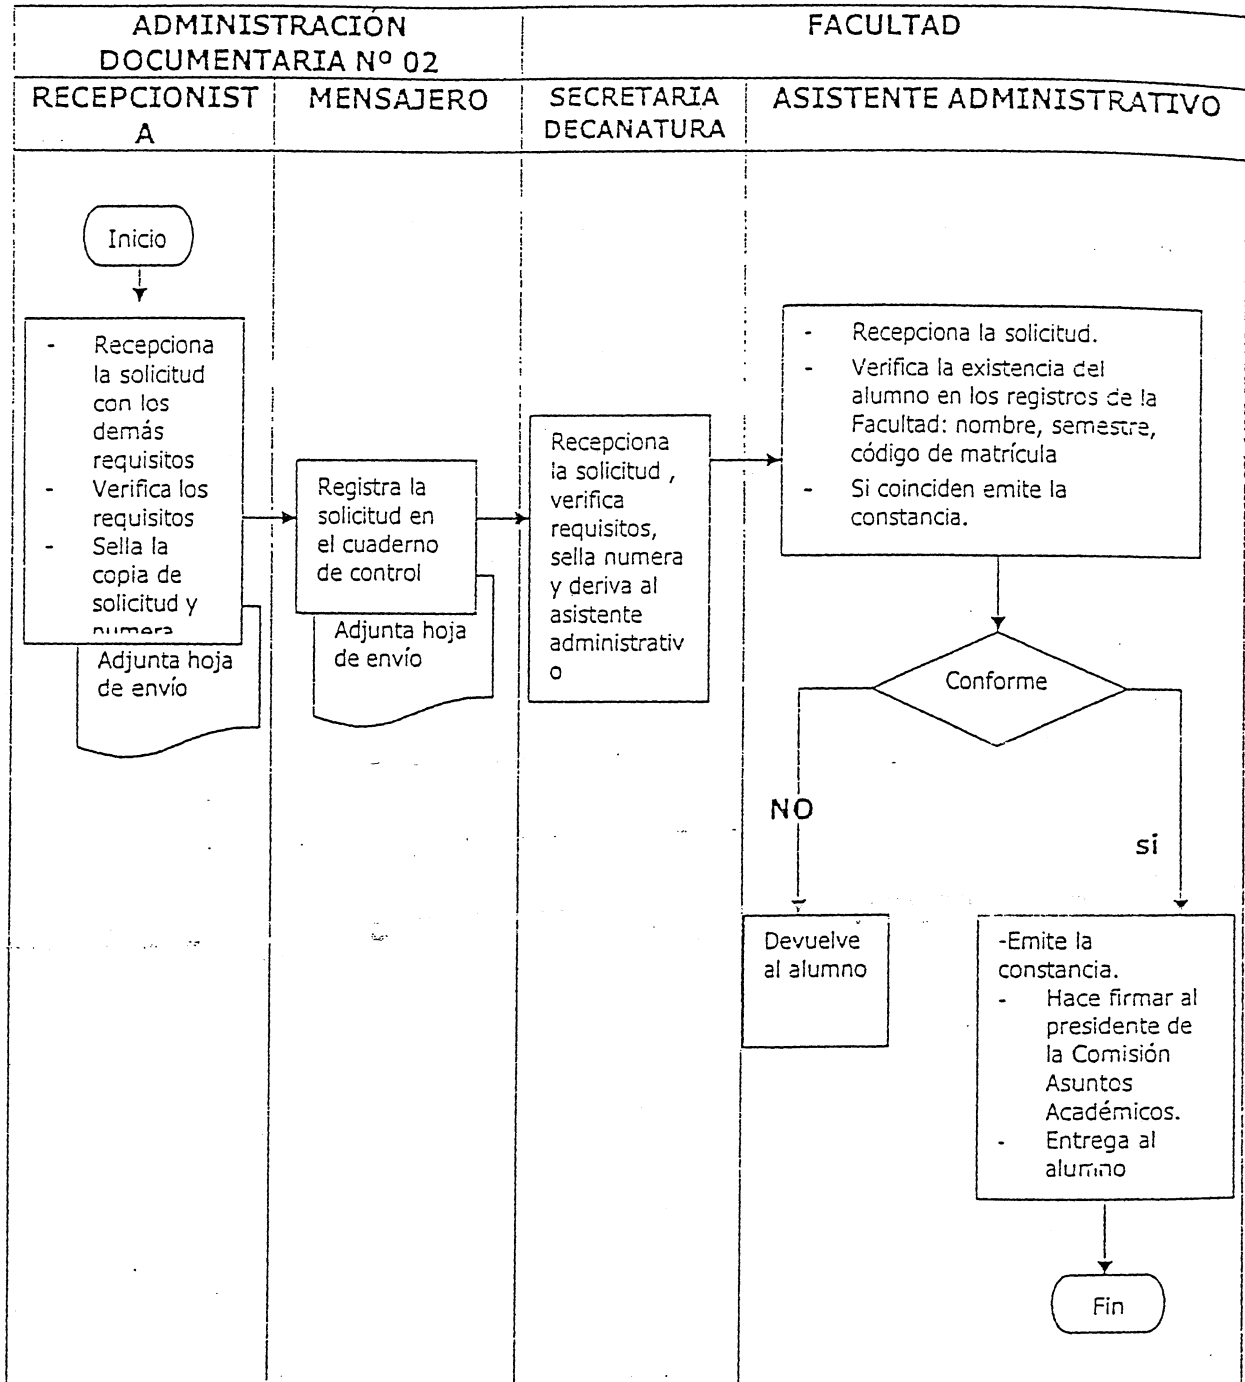 ADMINISTRACIÓN
DOCUMENTARIA Nº 02
FACULTAD
RECEPCIONIST
A
MENSAJERO
SECRETARIA
DECANATURA
ASISTENTE ADMINISTRATIVO
Inicio
- Recepciona
la solicitud
con los
demás
requisitos
- Verifica los
requisitos
- Sella la
copia de
solicitud y
numera
Adjunta hoja
de envío
Registra la
solicitud en
el cuaderno
de control
Adjunta hoja
de envío
Recepciona
la solicitud ,
verifica
requisitos,
sella numera
y deriva al
asistente
administrativ
o
- Recepciona la solicitud.
- Verifica la existencia del
alumno en los registros de la
Facultad: nombre, semestre,
código de matrícula
- Si coinciden emite la
constancia.
Conforme
NO
si
Devuelve
al alumno
-Emite la
constancia.
- Hace firmar al
presidente de
la Comisión
Asuntos
Académicos.
- Entrega al
alumno
Fin